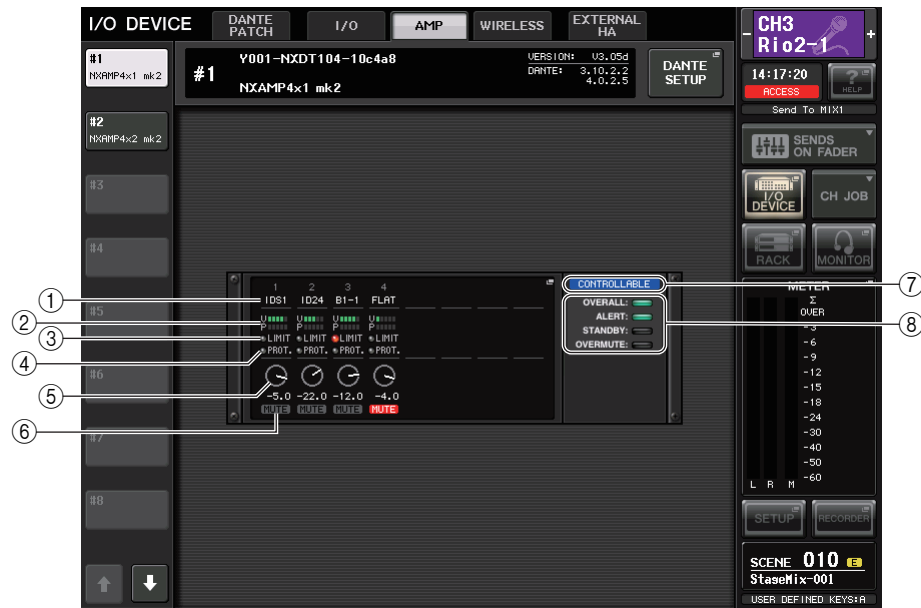 I/O DEVICE
DANTE PATCH
I/O
AMP
WIRELESS
EXTERNAL HA
CH3
Rio2-1
- +
#1
NXAMP4x1 mk2
#1
Y001-NXDT104-10c4a8
NXAMP4x1 mk2
VERSION: V3.05d
DANTE: 3.10.2.2
4.0.2.5
DANTE SETUP
14:17:20
ACCESS
?
HELP
Send To MIX1
#2
NXAMP4x2 mk2
SENDS ON FADER
#3
I/O DEVICE
CH JOB
#4
RACK
MONITOR
1 2 3 4
CONTROLLABLE
7
METER
1
IDS1 ID24 B1-1 FLAT
OVERALL:
Σ
OVER
#5
2
V V V V
P P P P
ALERT:
8
-3
3
LIMIT LIMIT LIMIT LIMIT
STANDBY:
-6
4
PROT. PROT. PROT. PROT.
OVERMUTE:
-9
#6
5
-12
-5.0 -22.0 -12.0 -4.0
-15
6
MUTE MUTE MUTE MUTE
-18
-24
#7
-30
-40
-50
-60
L R M
#8
SETUP
RECORDER
SCENE 010 E
StageMix-001
USER DEFINED KEYS:A